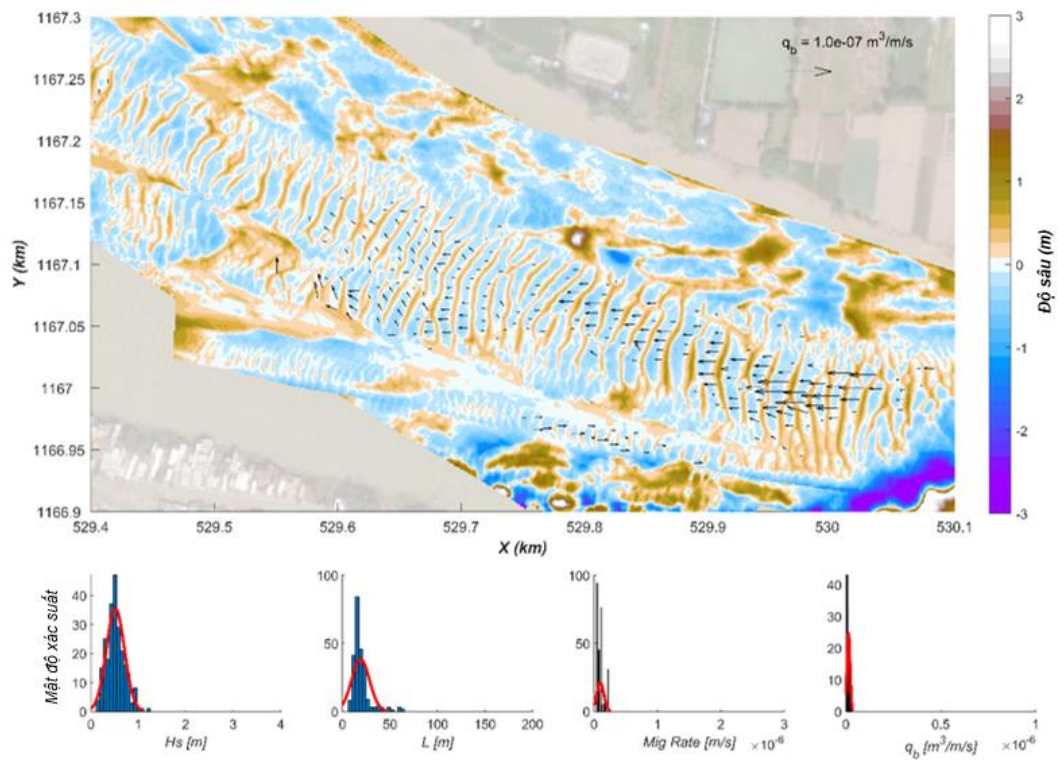 1167.3
1167.25
1167.2
1167.15
1167.1
1167.05
1167
1166.95
1166.9
Y (km)
q_b = 1.0e-07 m^3/m/s
529.4 529.5 529.6 529.7 529.8 529.9 530 530.1
X (km)
3
2
1
0
-1
-2
-3
Độ sâu (m)
Mật độ xác suất
40
30
20
10
0
0 1 2 3 4
Hs [m]
100
50
0
0 50 100 150 200
L [m]
100
50
0
0 1 2 3
×10^-6
Mig Rate [m/s]
40
30
20
10
0
0 0.5 1
×10^-6
q_b [m^3/m/s]